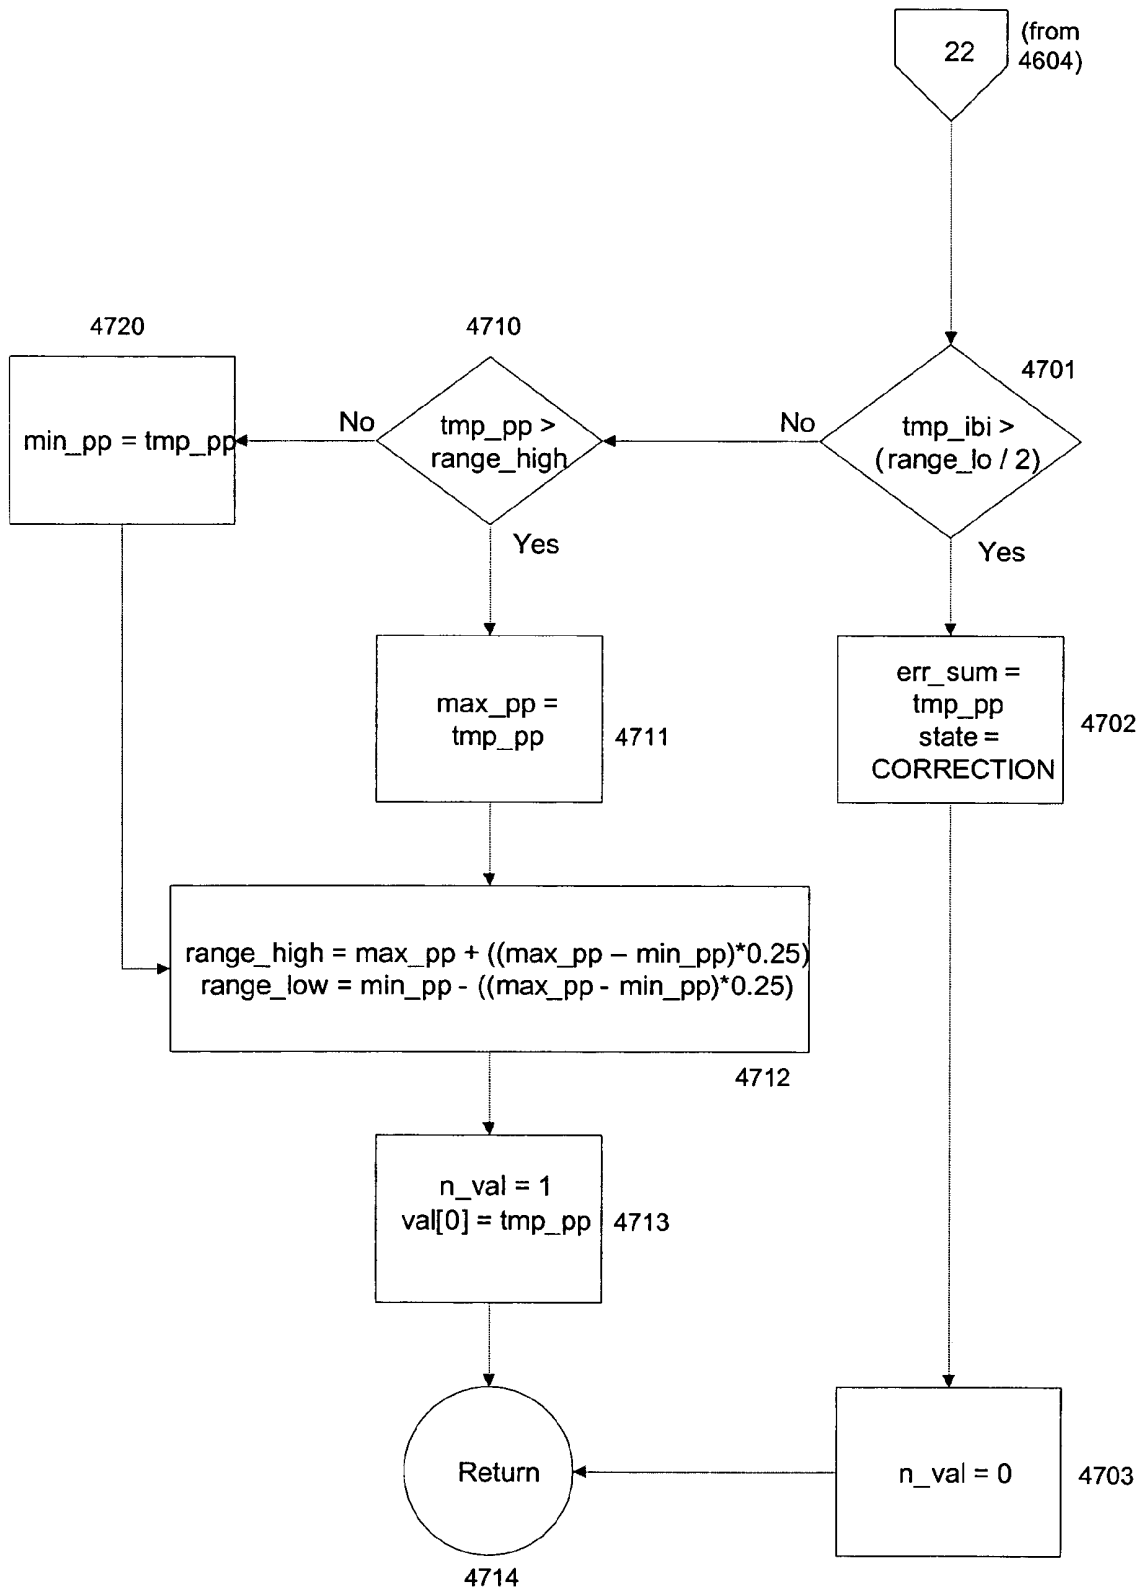 22
(from
4604)
4720
4710
4701
min_pp = tmp_pp
No
tmp_pp >
range_high
No
tmp_ibi >
(range_lo / 2)
Yes
Yes
max_pp =
tmp_pp
4711
err_sum =
tmp_pp
state =
CORRECTION
4702
range_high = max_pp + ((max_pp – min_pp)*0.25)
range_low = min_pp - ((max_pp - min_pp)*0.25)
4712
n_val = 1
val[0] = tmp_pp
4713
Return
4714
n_val = 0
4703